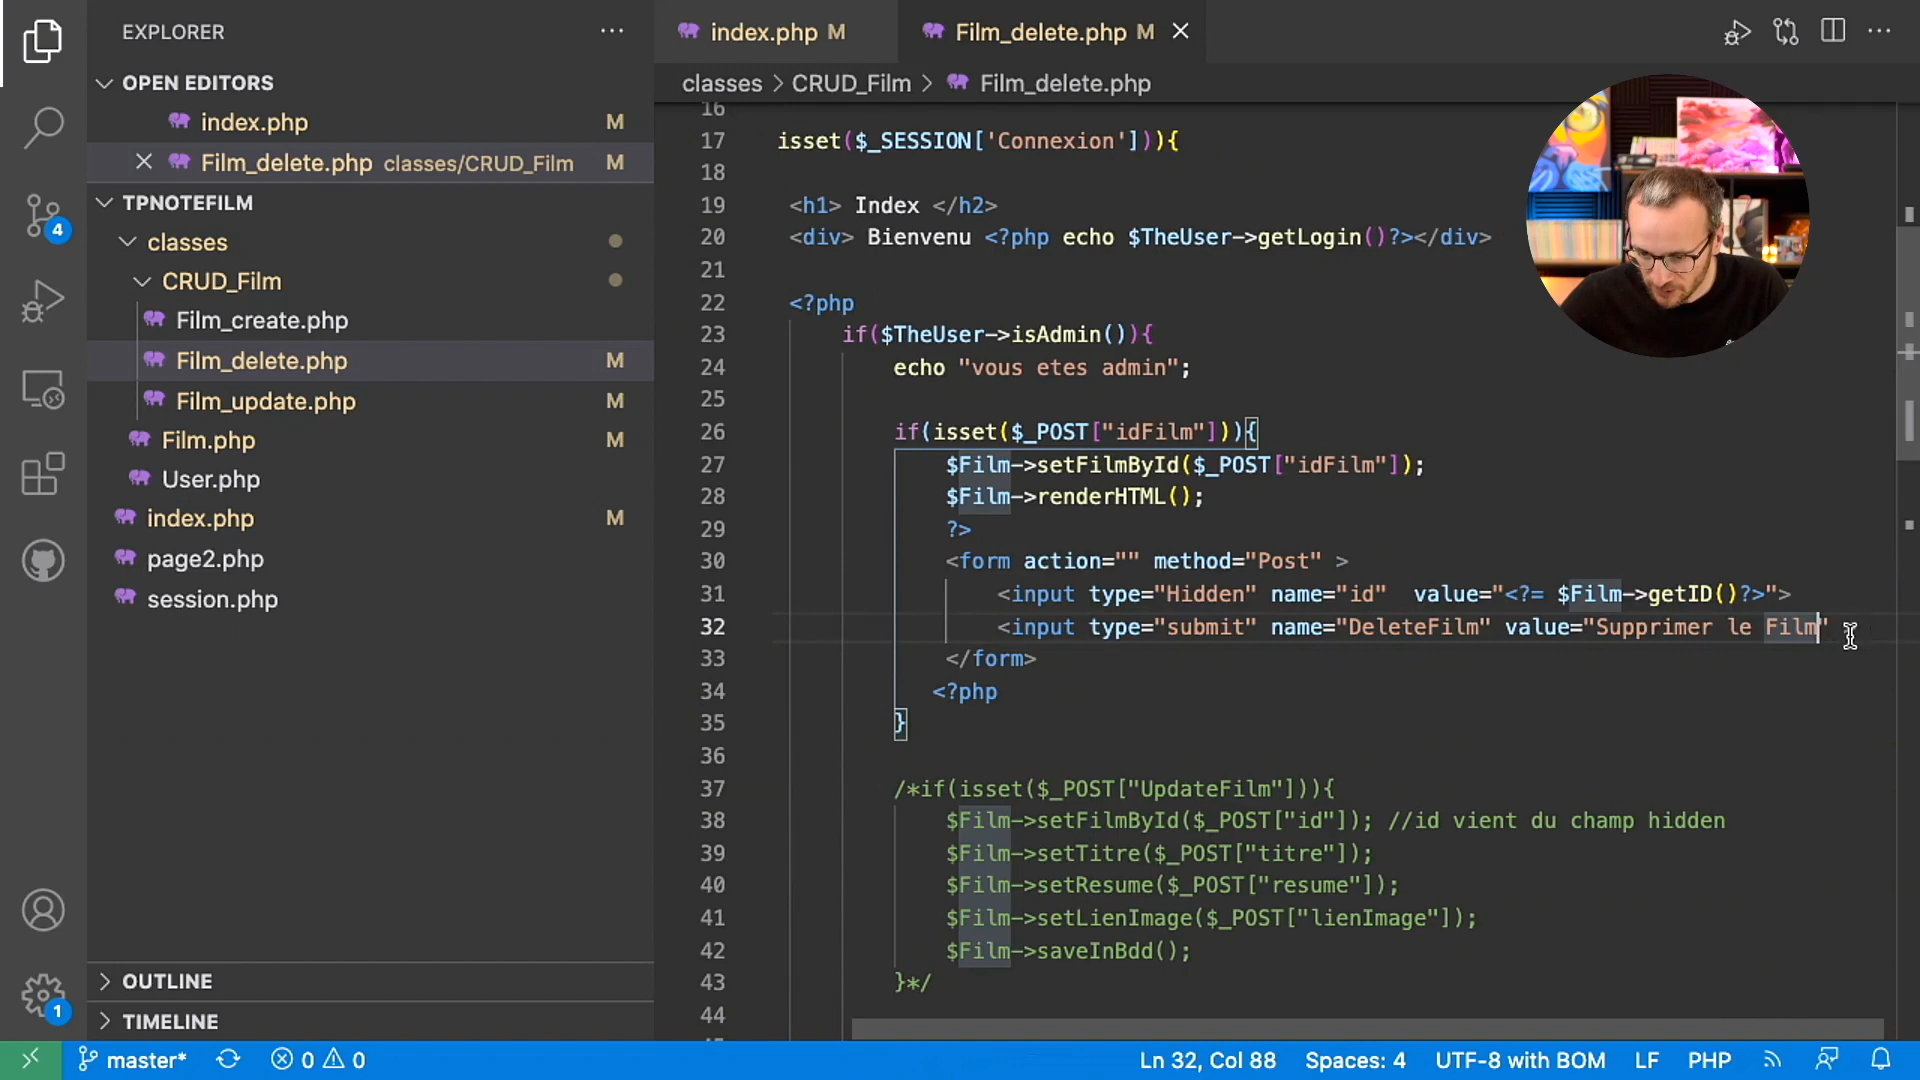 EXPLORER
OPEN EDITORS
index.php M
Film_delete.php classes/CRUD_Film M
TPNOTEFILM
classes
CRUD_Film
Film_create.php
Film_delete.php M
Film_update.php M
Film.php M
User.php
index.php M
page2.php
session.php
OUTLINE
TIMELINE
4
1
index.php M
Film_delete.php M
classes > CRUD_Film > Film_delete.php
16
17 isset($_SESSION['Connexion'])){
18
19 <h1> Index </h2>
20 <div> Bienvenu <?php echo $TheUser->getLogin()?></div>
21
22 <?php
23 if($TheUser->isAdmin()){
24 echo "vous etes admin";
25
26 if(isset($_POST["idFilm"])){
27 $Film->setFilmById($_POST["idFilm"]);
28 $Film->renderHTML();
29 ?>
30 <form action="" method="Post" >
31 <input type="Hidden" name="id"  value="<?= $Film->getID()?>">
32 <input type="submit" name="DeleteFilm" value="Supprimer le Film"
33 </form>
34 <?php
35 }
36
37 /*if(isset($_POST["UpdateFilm"])){
38 $Film->setFilmById($_POST["id"]); //id vient du champ hidden
39 $Film->setTitre($_POST["titre"]);
40 $Film->setResume($_POST["resume"]);
41 $Film->setLienImage($_POST["lienImage"]);
42 $Film->saveInBdd();
43 }*/
44
master* 0 0 Ln 32, Col 88 Spaces: 4 UTF-8 with BOM LF PHP